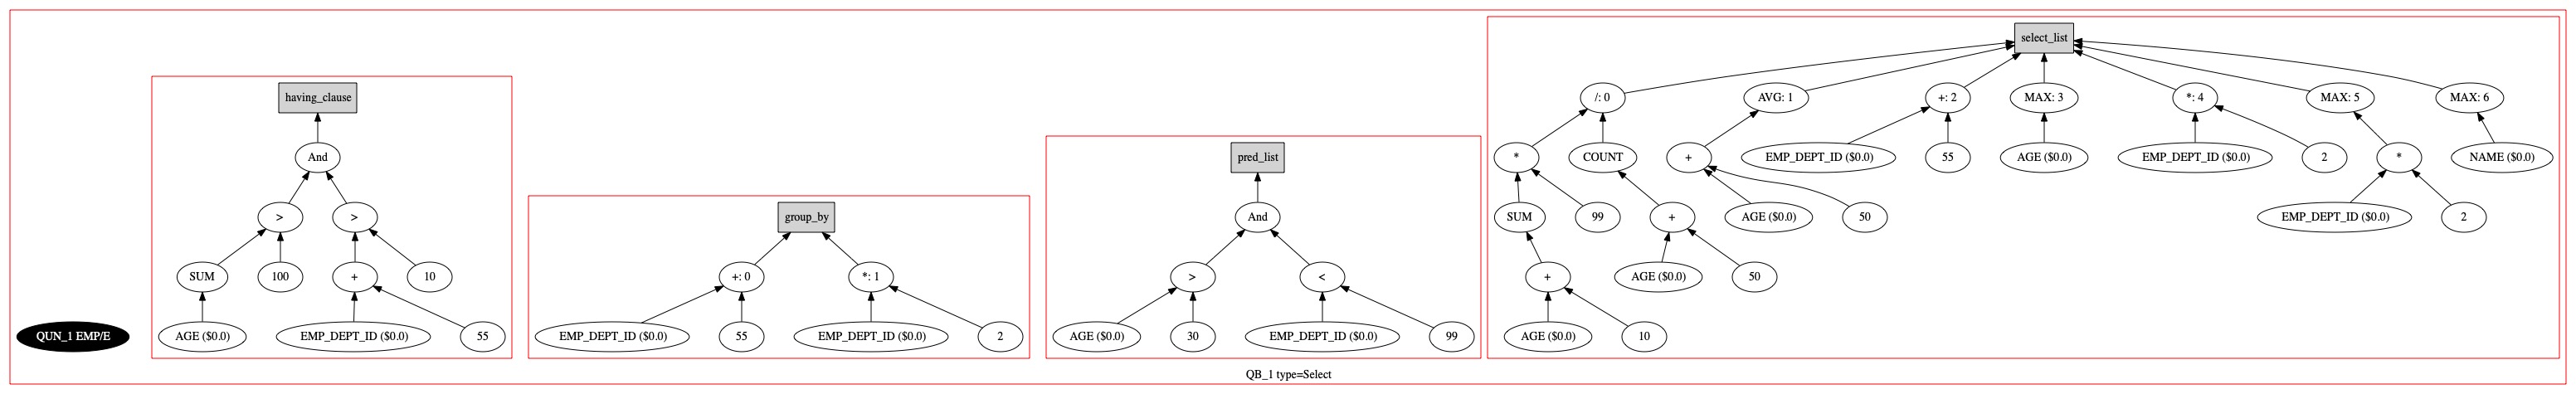 select_list
having_clause
/: 0
AVG: 1
+: 2
MAX: 3
*: 4
MAX: 5
MAX: 6
And
pred_list
*
COUNT
+
EMP_DEPT_ID ($0.0)
55
AGE ($0.0)
EMP_DEPT_ID ($0.0)
2
*
NAME ($0.0)
>
>
group_by
And
SUM
99
+
AGE ($0.0)
50
EMP_DEPT_ID ($0.0)
2
SUM
100
+
10
+: 0
*: 1
>
<
+
AGE ($0.0)
50
QUN_1 EMP/E
AGE ($0.0)
EMP_DEPT_ID ($0.0)
55
EMP_DEPT_ID ($0.0)
55
EMP_DEPT_ID ($0.0)
2
AGE ($0.0)
30
EMP_DEPT_ID ($0.0)
99
AGE ($0.0)
10
QB_1 type=Select